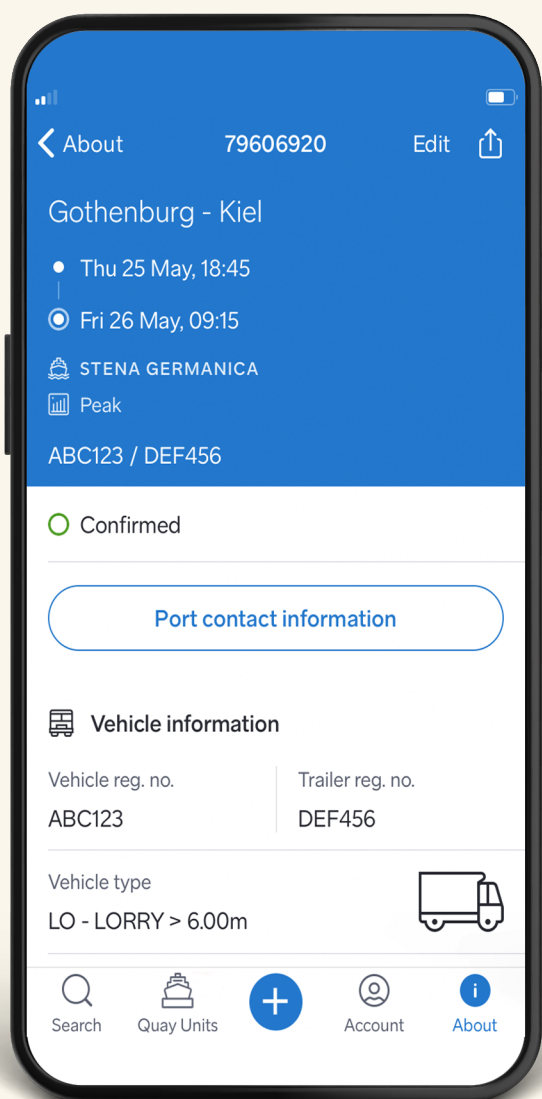 About 79606920 Edit
Gothenburg - Kiel
Thu 25 May, 18:45
Fri 26 May, 09:15
STENA GERMANICA
Peak
ABC123 / DEF456
Confirmed
Port contact information
Vehicle information
Vehicle reg. no. Trailer reg. no.
ABC123 DEF456
Vehicle type
LO - LORRY > 6.00m
Search Quay Units Account About